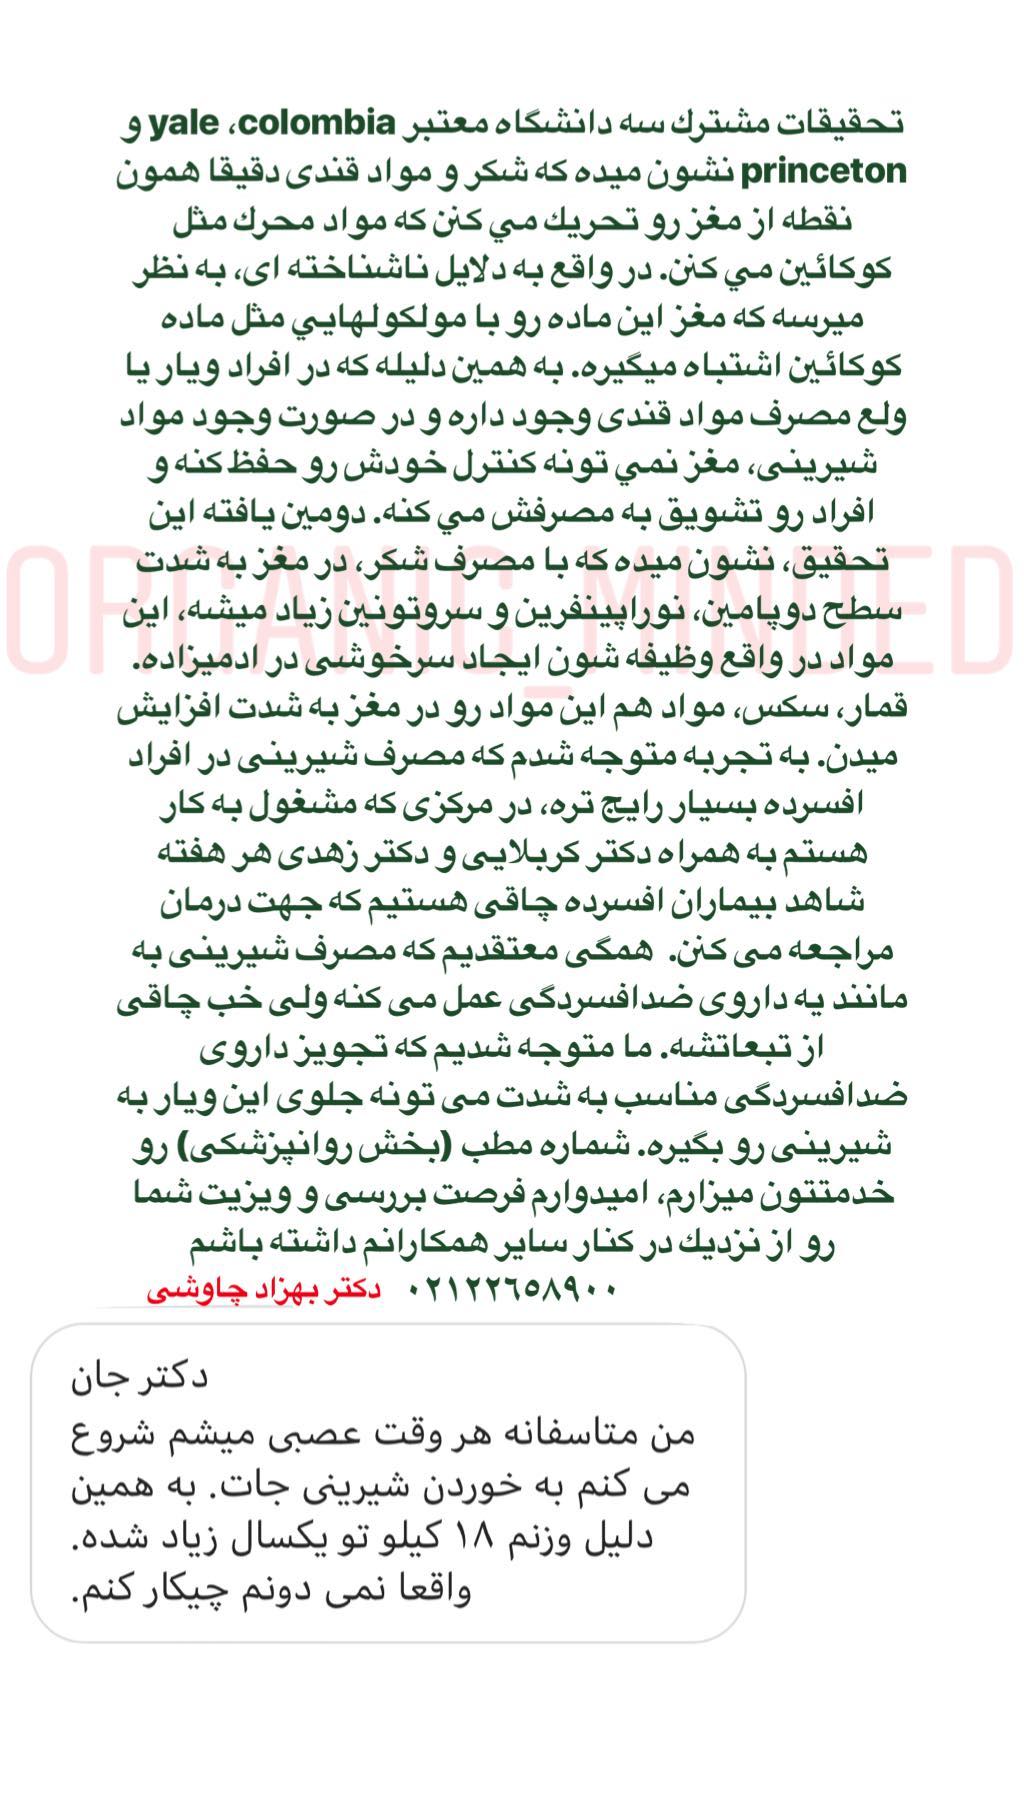 تحقیقات مشترك سه دانشگاه معتبر yale ،colombia و
princeton نشون میده که شکر و مواد قندی دقیقا همون
نقطه از مغز رو تحریك مي کنن که مواد محرك مثل
کوکائین مي کنن. در واقع به دلایل ناشناخته ای، به نظر
میرسه که مغز این ماده رو با مولکولهایي مثل ماده
کوکائین اشتباه میگیره. به همین دلیله که در افراد ویار یا
ولع مصرف مواد قندی وجود داره و در صورت وجود مواد
شیرینی، مغز نمي تونه کنترل خودش رو حفظ کنه و
افراد رو تشویق به مصرفش مي کنه. دومین یافته این
تحقیق، نشون میده که با مصرف شکر، در مغز به شدت
ORGANIC_MINDED
سطح دوپامین، نوراپینفرین و سروتونین زیاد میشه، این
مواد در واقع وظیفه شون ایجاد سرخوشی در ادمیزاده.
قمار، سکس، مواد هم این مواد رو در مغز به شدت افزایش
میدن. به تجربه متوجه شدم که مصرف شیرینی در افراد
افسرده بسیار رایج تره، در مرکزی که مشغول به کار
هستم به همراه دکتر کربلایی و دکتر زهدی هر هفته
شاهد بیماران افسرده چاقی هستیم که جهت درمان
مراجعه می کنن. همگی معتقدیم که مصرف شیرینی به
مانند یه داروی ضدافسردگی عمل می کنه ولی خب چاقی
از تبعاتشه. ما متوجه شدیم که تجویز داروی
ضدافسردگی مناسب به شدت می تونه جلوی این ویار به
شیرینی رو بگیره. شماره مطب (بخش روانپزشکی) رو
خدمتتون میزارم، امیدوارم فرصت بررسی و ویزیت شما
رو از نزدیك در کنار سایر همکارانم داشته باشم
۰۲۱۲۲۶۵۸۹۰۰ دکتر بهزاد چاوشی
دکتر جان
من متاسفانه هر وقت عصبی میشم شروع
می کنم به خوردن شیرینی جات. به همین
دلیل وزنم ۱۸ کیلو تو یکسال زیاد شده.
واقعا نمی دونم چیکار کنم.